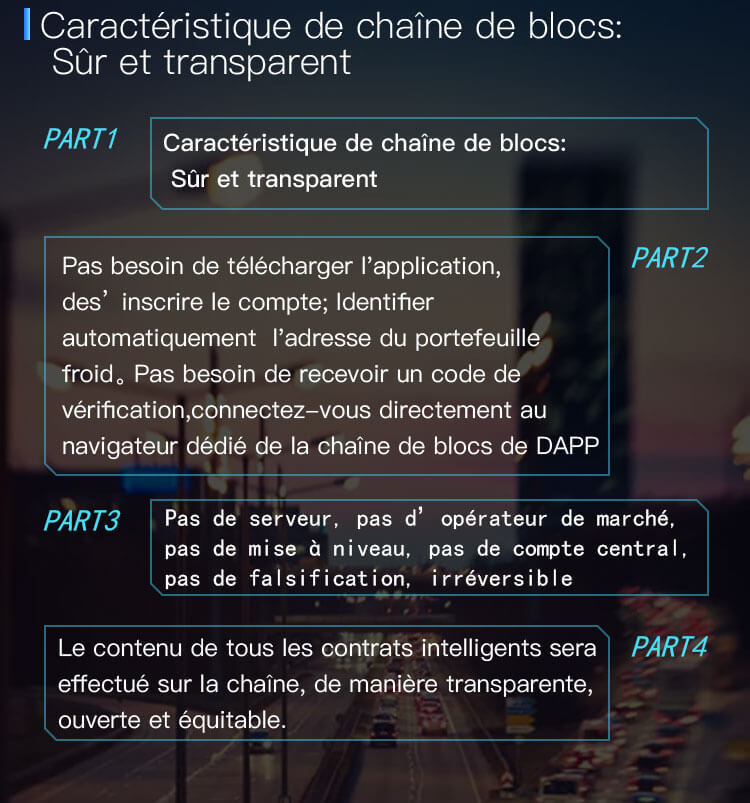 Caractéristique de chaîne de blocs:
Sûr et transparent
PART1
Caractéristique de chaîne de blocs:
Sûr et transparent
PART2
Pas besoin de télécharger l'application,
des’ inscrire le compte; Identifier
automatiquement l'adresse du portefeuille
froid。Pas besoin de recevoir un code de
vérification,connectez-vous directement au
navigateur dédié de la chaîne de blocs de DAPP
PART3
Pas de serveur, pas d’ opérateur de marché,
pas de mise à niveau, pas de compte central,
pas de falsification, irréversible
PART4
Le contenu de tous les contrats intelligents sera
effectué sur la chaîne, de manière transparente,
ouverte et équitable.